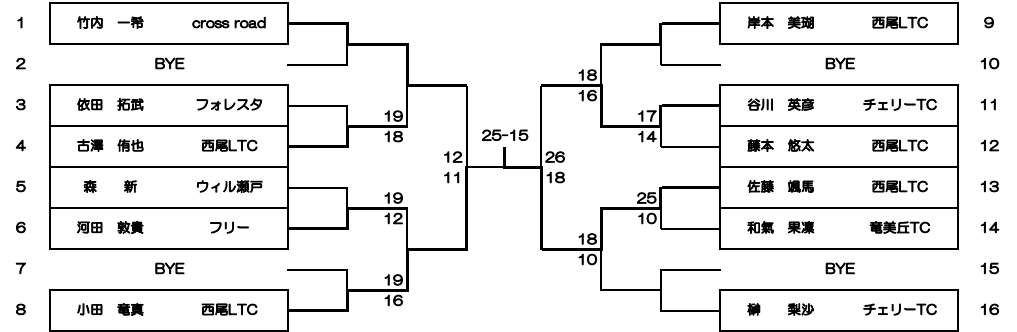 1 竹内 一希 cross road
2 BYE
3 依田 拓武 フォレスタ
4 古澤 侑也 西尾LTC
5 森 新 ウィル瀬戸
6 河田 敦貴 フリー
7 BYE
8 小田 竜真 西尾LTC
19
18
19
12
19
16
12
11
25-15
26
18
18
16
17
14
25
10
18
10
岸本 美瑚 西尾LTC 9
BYE 10
谷川 英彦 チェリーTC 11
藤本 悠太 西尾LTC 12
佐藤 颯馬 西尾LTC 13
和氣 果凜 竜美丘TC 14
BYE 15
榊 梨沙 チェリーTC 16